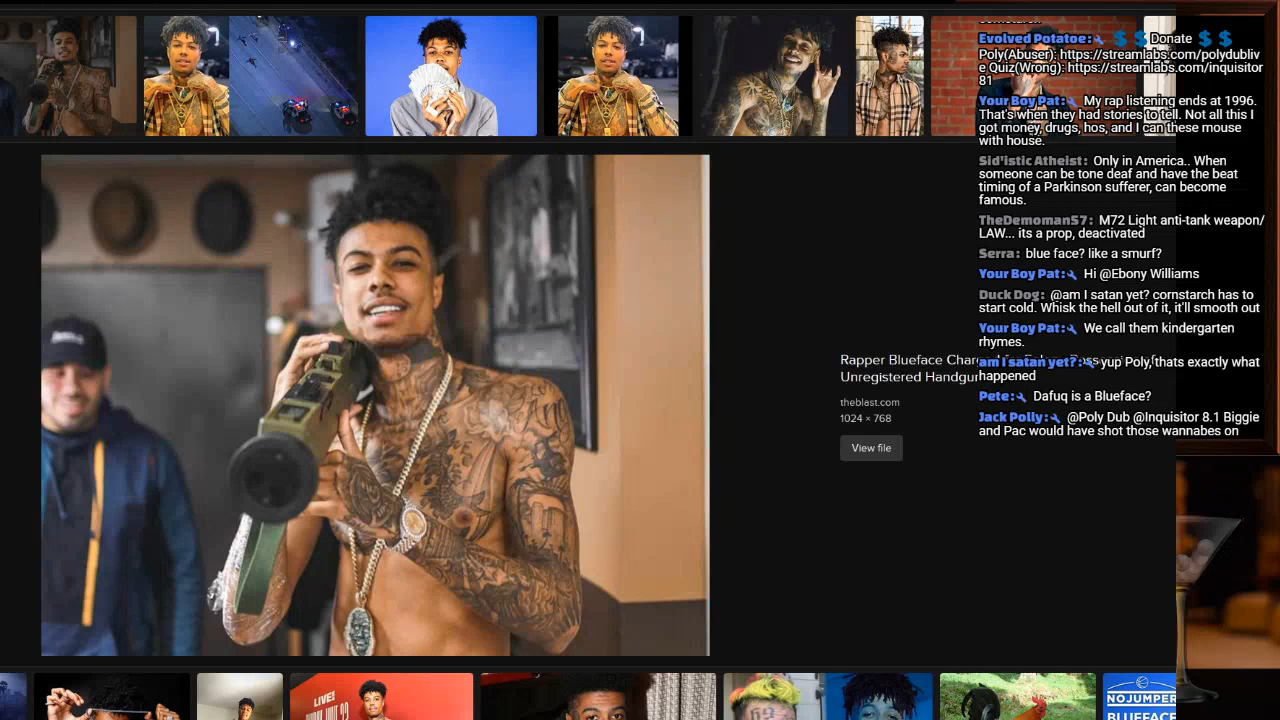 Evolved Potatoe: Donate
Poly(Abuser): https://streamlabs.com/polydubliv
e Quiz(Wrong): https://streamlabs.com/inquisitor
81
Your Boy Pat: My rap listening ends at 1996.
That's when they had stories to tell. Not all this I
got money, drugs, hos, and I can these mouse
with house.
Sid'istic Atheist: Only in America.. When
someone can be tone deaf and have the beat
timing of a Parkinson sufferer, can become
famous.
TheDemomanS7: M72 Light anti-tank weapon/
LAW... its a prop, deactivated
Serra: blue face? like a smurf?
Your Boy Pat: Hi @Ebony Williams
Duck Dog: @am I satan yet? cornstarch has to
start cold. Whisk the hell out of it, it'll smooth out
Your Boy Pat: We call them kindergarten
rhymes.
am I satan yet?: yup Poly,thats exactly what
happened
Pete: Dafuq is a Blueface?
Jack Polly: @Poly Dub @Inquisitor 8.1 Biggie
and Pac would have shot those wannabes on
Rapper Blueface
Unregistered Handgun
theblast.com
1024 × 768
View file
LIVE!
NOJUMPER
BLUEFACE